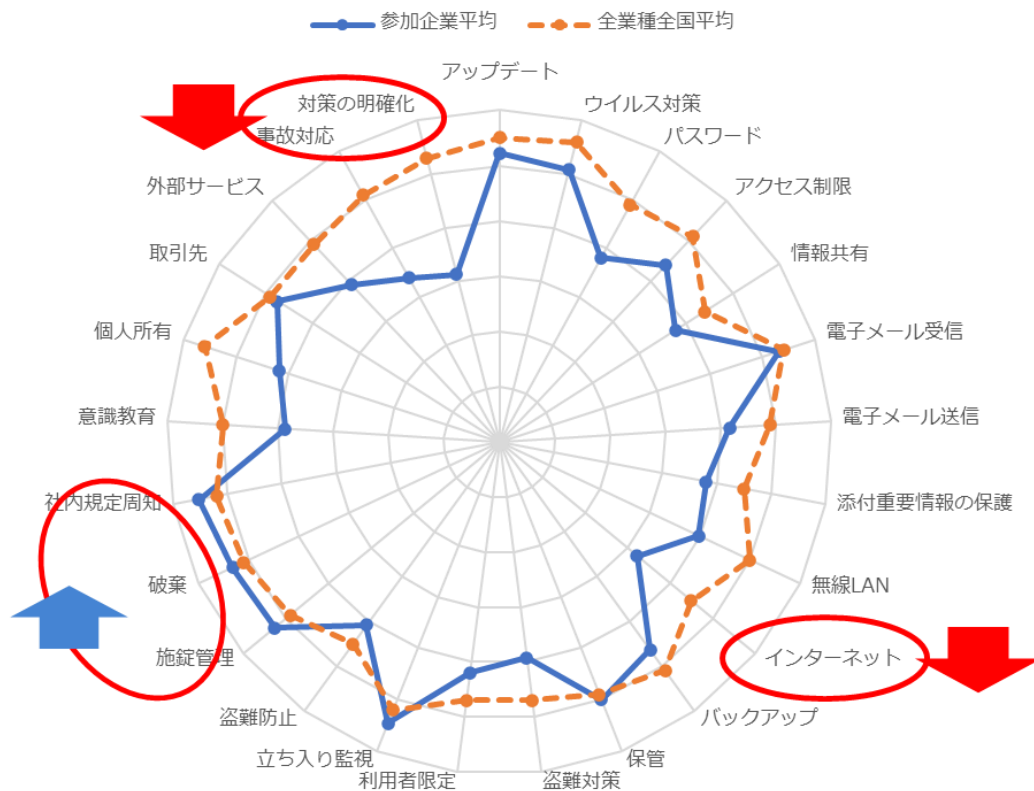 参加企業平均
全業種全国平均
アップデート
ウイルス対策
パスワード
アクセス制限
情報共有
電子メール受信
電子メール送信
添付重要情報の保護
無線LAN
インターネット
バックアップ
保管
盗難対策
利用者限定
立ち入り監視
盗難防止
施錠管理
破棄
社内規定周知
意識教育
個人所有
取引先
外部サービス
事故対応
対策の明確化